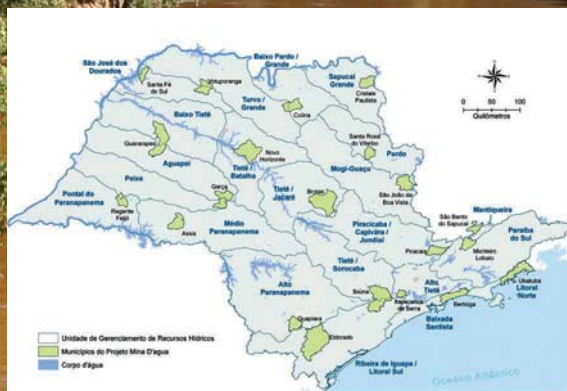 São José dos
Dourados
Baixo Pardo /
Grande
Sapucaí
Grande
Cristais
Paulista
Santa Fé
do Sul
Votuporanga
Turvo /
Grande
Colina
Baixo Tietê
Santa Rosa
do Viterbo
Pardo
Guararapes
Novo
Horizonte
Aguapeí
Tietê /
Batalha
Mogi-Guaçu
Peixe
Garça
Tietê /
Jacaré
Brotas
São João da
Boa Vista
Pontal do
Paranapanema
Regente
Feijó
Assis
Médio
Paranapanema
Piracicaba /
Capivara /
Jundiaí
São Bento
do Sapucaí
Mantiqueira
Paraíba
do Sul
Piracaia
Monteiro
Lobato
Tietê /
Sorocaba
Alto
Paranapanema
Ibiúna
Alto
Tietê
Itapecerica
da Serra
Bertioga
Ubatuba
Litoral
Norte
Baixada
Santista
Guapiara
Eldorado
Ribeira de Iguape /
Litoral Sul
Oceano Atlântico
50 0 50 100
Quilômetros
Unidade de Gerenciamento de Recursos Hídricos
Municípios do Projeto Mina D'agua
Corpo d'água